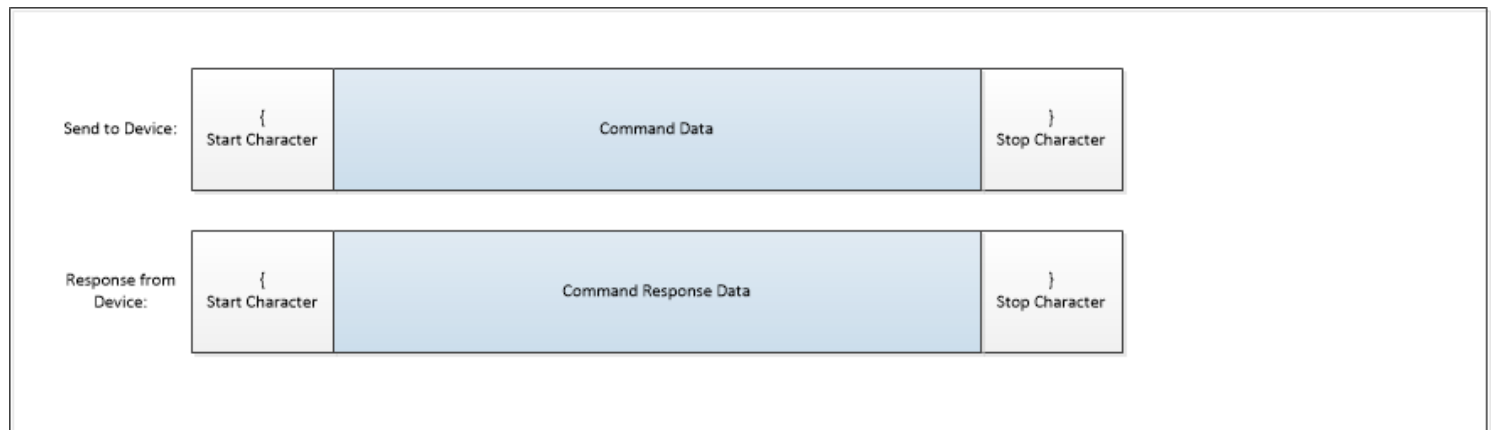 Send to Device:
{
Start Character
Command Data
}
Stop Character
Response from
Device:
{
Start Character
Command Response Data
}
Stop Character